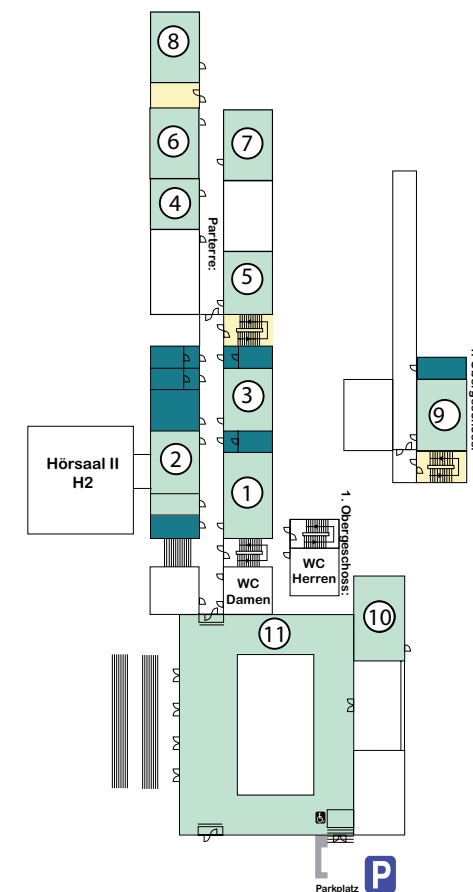 8
6
7
4
Parterre:
5
3
9
2
Hörsaal II
H2
1
1. Obergeschoss:
WC
Herren
WC
Damen
10
11
Parkplatz
P